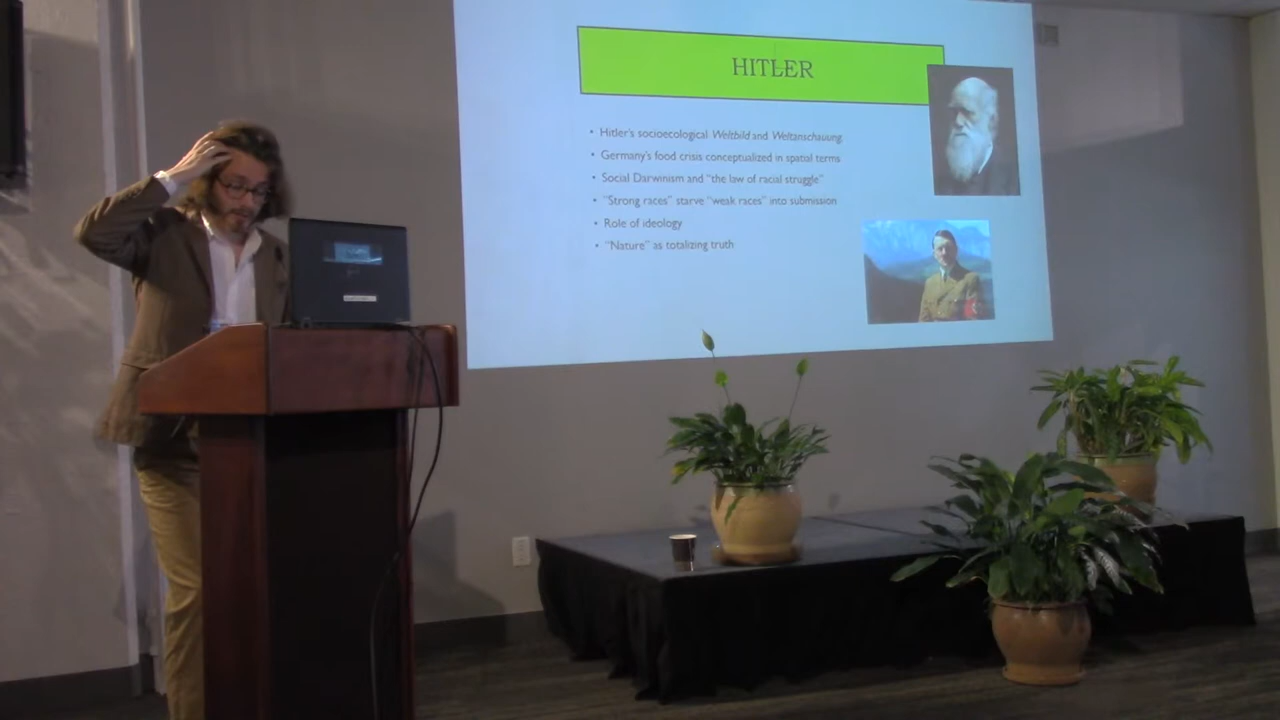 HITLER
• Hitler's socioecological Weltbild and Weltanschauung.
• Germany's food crisis conceptualized in spatial terms
• Social Darwinism and "the law of racial struggle"
• "Strong races" starve "weak races" into submission
• Role of ideology
• "Nature" as totalizing truth